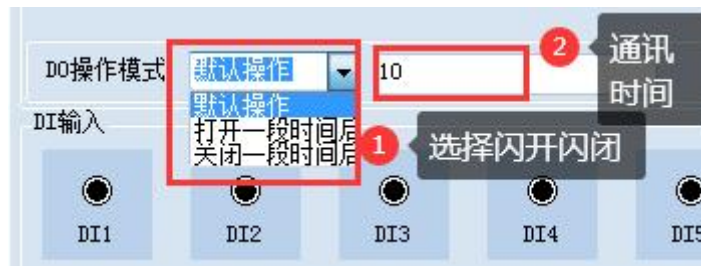 DO操作模式 默认操作 10 2 通讯时间
默认操作
打开一段时间后
关闭一段时间后
1 选择闪开闪闭
DI输入
DI1 DI2 DI3 DI4 DI5